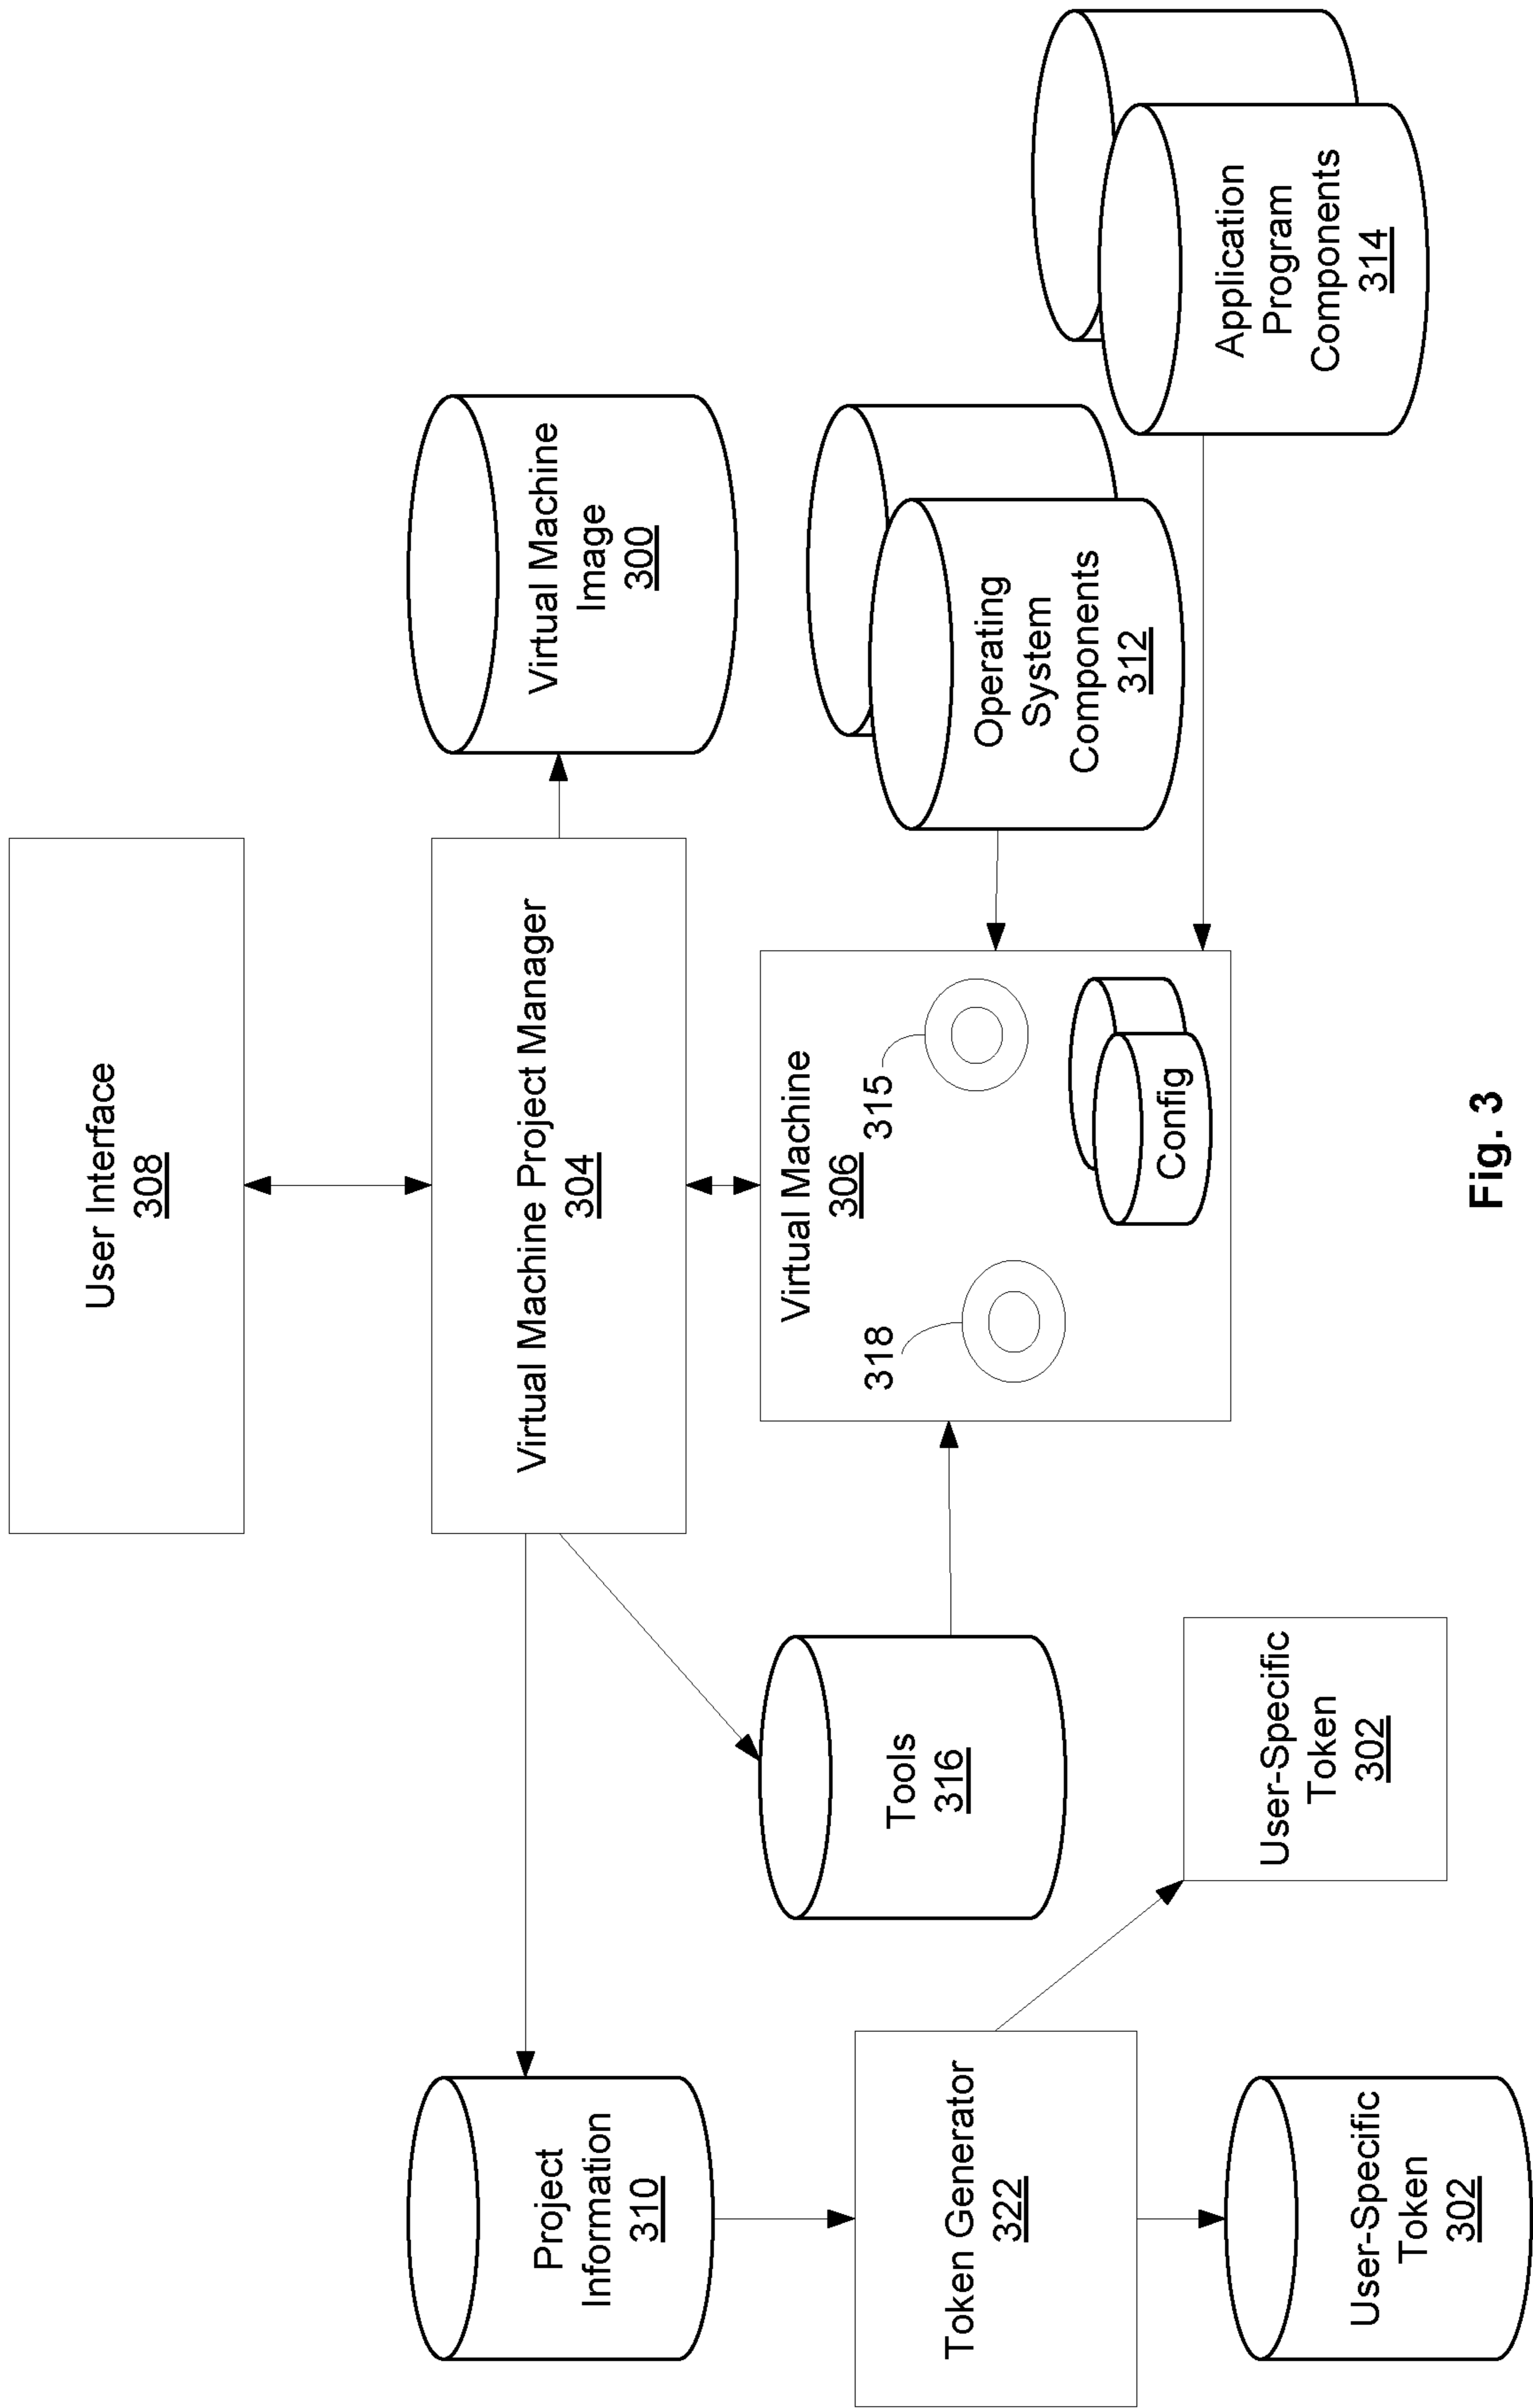 User Interface
308
Virtual Machine Project Manager
304
Virtual Machine
Image
300
Project
Information
310
Tools
316
Virtual Machine
306
318
315
Config
Operating
System
Components
312
Application
Program
Components
314
Token Generator
322
User-Specific
Token
302
User-Specific
Token
302
Fig. 3